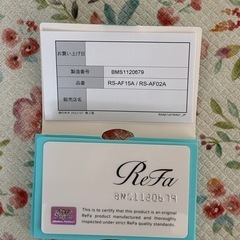 お買い上げ日
製造番号 BMS1120679
品番 RS-AF15A / RS-AF02A
販売店名
ReFa
This is to certify that this product is an original
ReFa product manufactured and thoroughly
inspected under our strict ReFa quality standards.